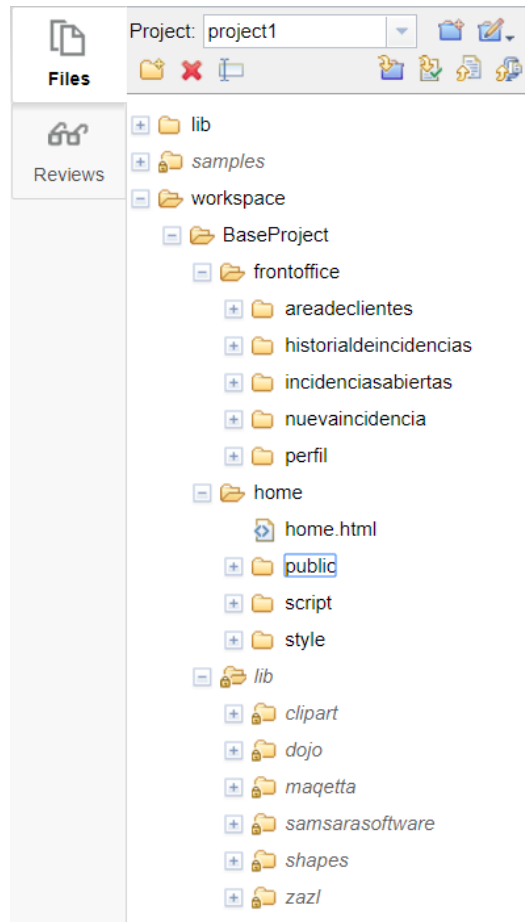 Project: project1
Files
Reviews
lib
samples
workspace
BaseProject
frontoffice
areadeclientes
historialdeincidencias
incidenciasabiertas
nuevaincidencia
perfil
home
home.html
public
script
style
lib
clipart
dojo
maqetta
samsarasoftware
shapes
zazl